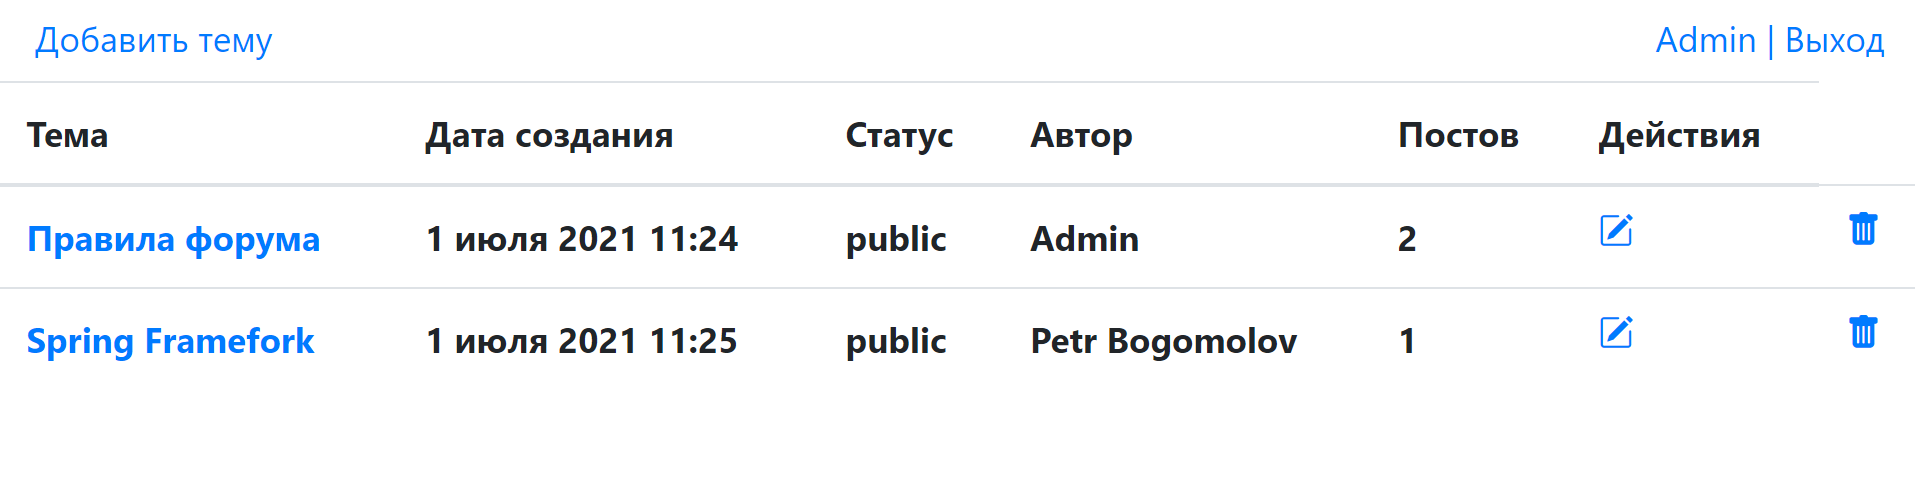 Добавить тему Admin | Выход
Тема Дата создания Статус Автор Постов Действия
Правила форума 1 июля 2021 11:24 public Admin 2
Spring Framefork 1 июля 2021 11:25 public Petr Bogomolov 1